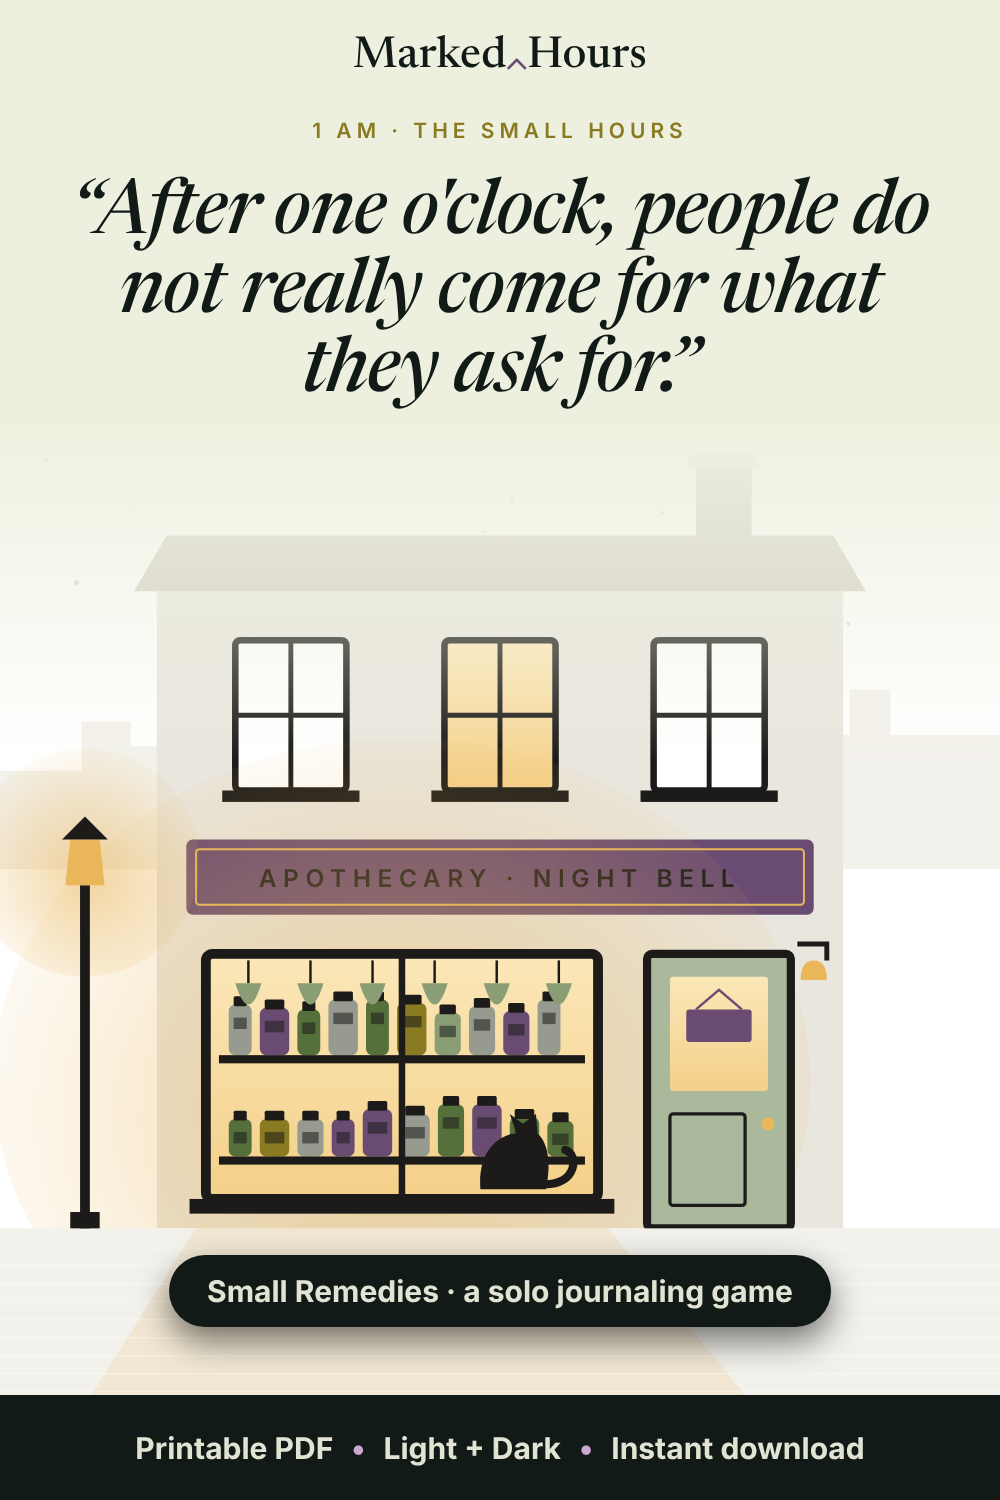 Marked‸Hours
1 AM · THE SMALL HOURS
“After one o'clock, people do
not really come for what
they ask for.”
APOTHECARY · NIGHT BELL
Small Remedies · a solo journaling game
Printable PDF • Light + Dark • Instant download